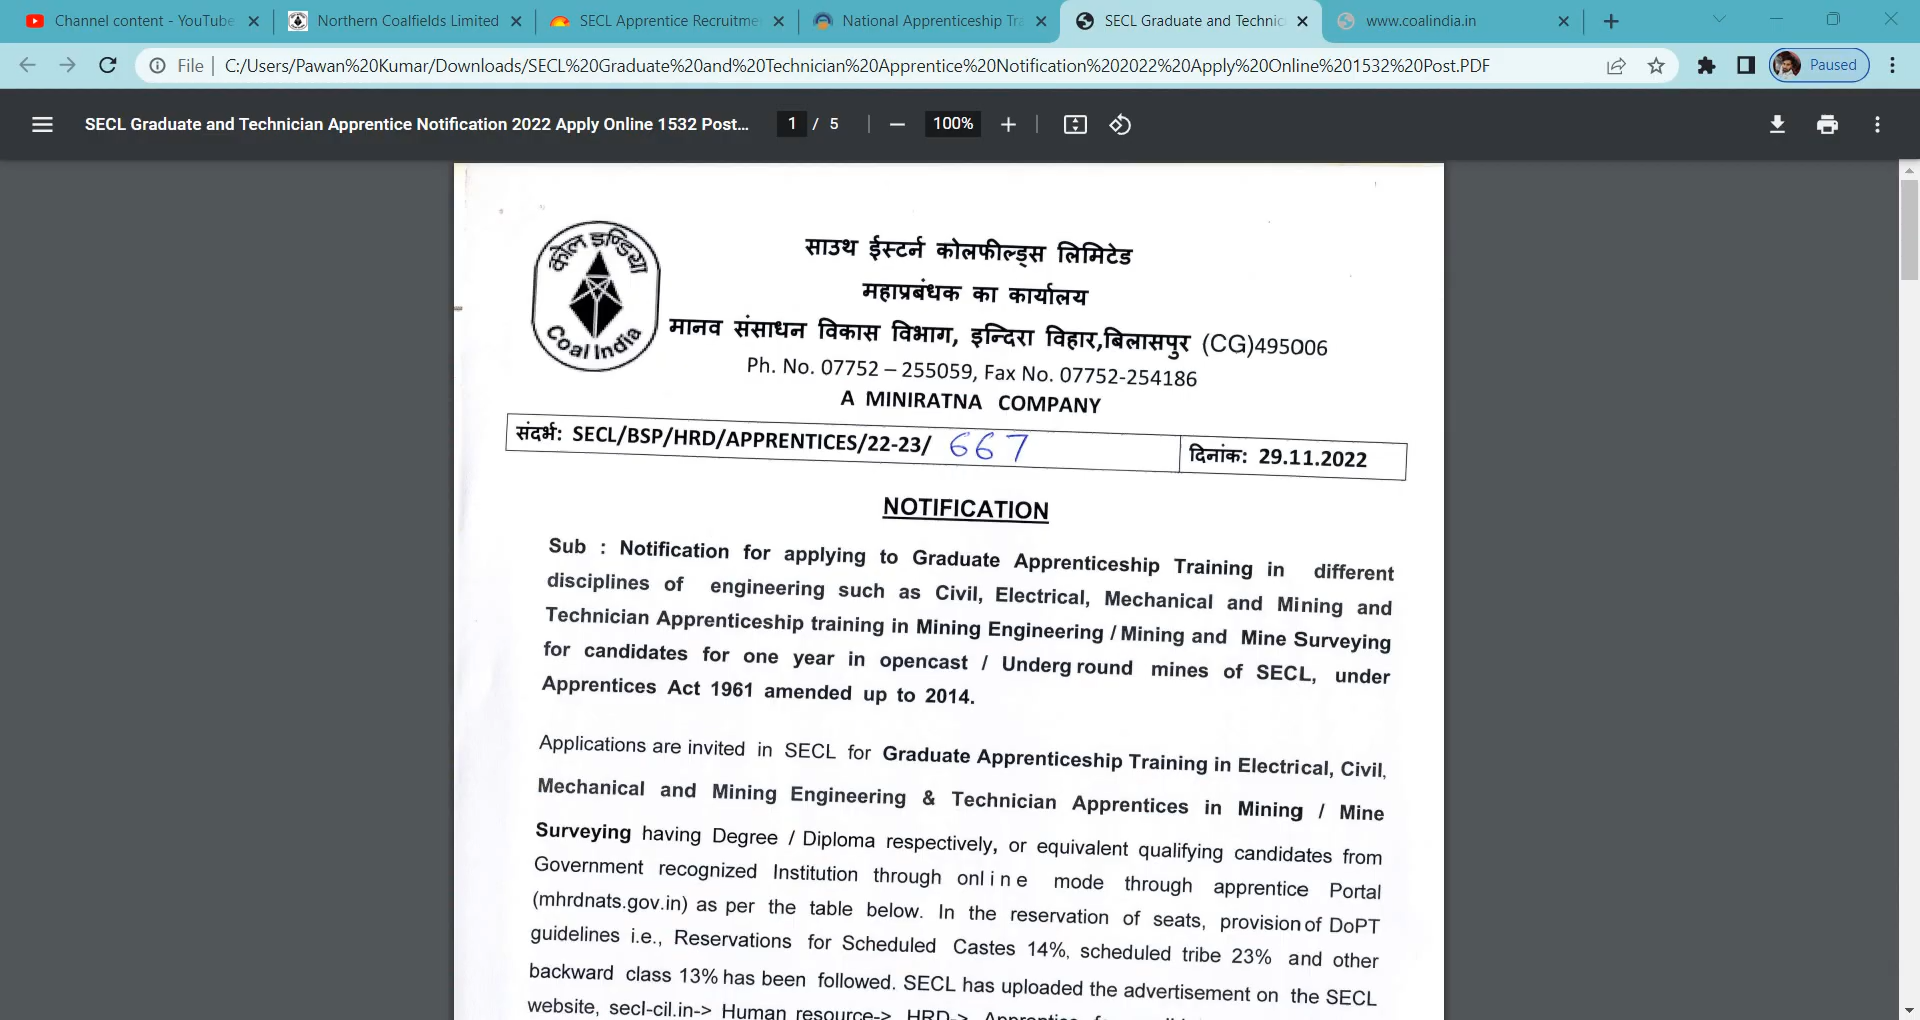 Channel content - YouTube
Northern Coalfields Limited
SECL Apprentice Recruitme
National Apprenticeship Tra
SECL Graduate and Technic
www.coalindia.in
File
C:/Users/Pawan%20Kumar/Downloads/SECL%20Graduate%20and%20Technician%20Apprentice%20Notification%202022%20Apply%20Online%201532%20Post.PDF
Paused
SECL Graduate and Technician Apprentice Notification 2022 Apply Online 1532 Post...
1 / 5
100%
कोल इण्डिया
Coal India
साउथ ईस्टर्न कोलफील्ड्स लिमिटेड
महाप्रबंधक का कार्यालय
मानव संसाधन विकास विभाग, इन्दिरा विहार,बिलासपुर (CG)495006
Ph. No. 07752 – 255059, Fax No. 07752-254186
A MINIRATNA COMPANY
संदर्भ: SECL/BSP/HRD/APPRENTICES/22-23/ 667
दिनांक: 29.11.2022
NOTIFICATION
Sub : Notification for applying to Graduate Apprenticeship Training in different
disciplines of engineering such as Civil, Electrical, Mechanical and Mining and
Technician Apprenticeship training in Mining Engineering / Mining and Mine Surveying
for candidates for one year in opencast / Underground mines of SECL, under
Apprentices Act 1961 amended up to 2014.
Applications are invited in SECL for Graduate Apprenticeship Training in Electrical, Civil,
Mechanical and Mining Engineering & Technician Apprentices in Mining / Mine
Surveying having Degree / Diploma respectively, or equivalent qualifying candidates from
Government recognized Institution through online mode through apprentice Portal
(mhrdnats.gov.in) as per the table below. In the reservation of seats, provision of DoPT
guidelines i.e., Reservations for Scheduled Castes 14%, scheduled tribe 23% and other
backward class 13% has been followed. SECL has uploaded the advertisement on the SECL
website, secl-cil.in-> Human resource-> HRD->